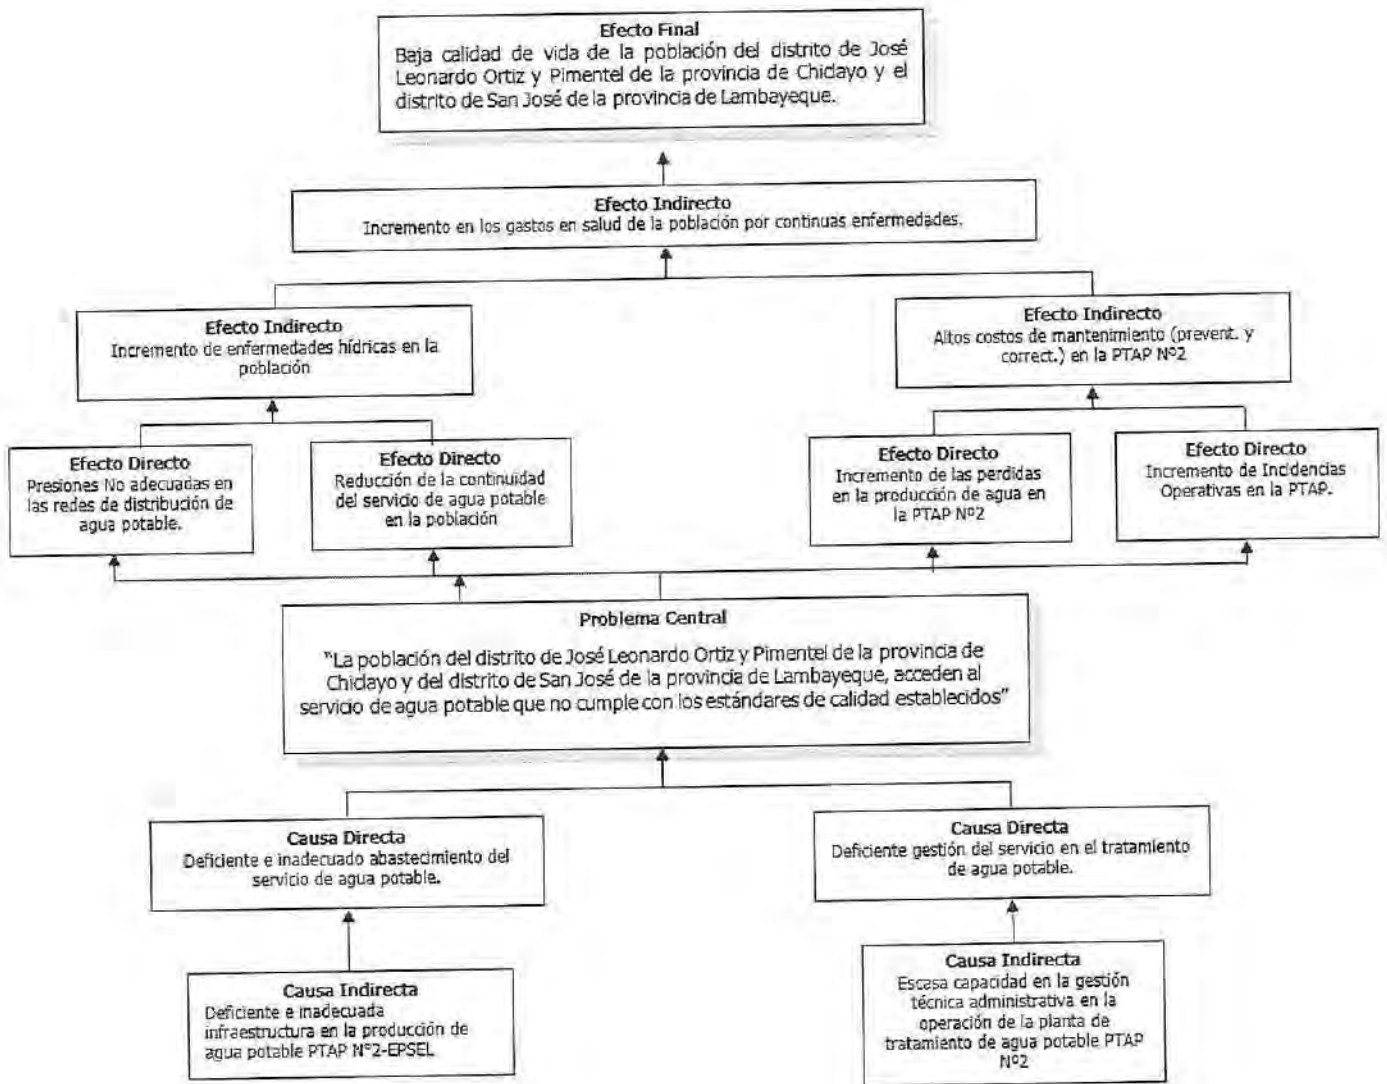 Efecto Final
Baja calidad de vida de la población del distrito de José
Leonardo Ortiz y Pimentel de la provincia de Chiclayo y el
distrito de San José de la provincia de Lambayeque.
Efecto Indirecto
Incremento en los gastos en salud de la población por continuas enfermedades.
Efecto Indirecto
Incremento de enfermedades hídricas en la
población
Efecto Indirecto
Altos costos de mantenimiento (prevent. y
correct.) en la PTAP Nº2
Efecto Directo
Presiones No adecuadas en
las redes de distribución de
agua potable.
Efecto Directo
Reducción de la continuidad
del servicio de agua potable
en la población
Efecto Directo
Incremento de las perdidas
en la producción de agua en
la PTAP Nº2
Efecto Directo
Incremento de Incidencias
Operativas en la PTAP.
Problema Central
"La población del distrito de José Leonardo Ortiz y Pimentel de la provincia de
Chiclayo y del distrito de San José de la provincia de Lambayeque, acceden al
servicio de agua potable que no cumple con los estándares de calidad establecidos"
Causa Directa
Deficiente e inadecuado abastecimiento del
servicio de agua potable.
Causa Directa
Deficiente gestión del servicio en el tratamiento
de agua potable.
Causa Indirecta
Deficiente e inadecuada
infraestructura en la producción de
agua potable PTAP Nº2-EPSEL
Causa Indirecta
Escasa capacidad en la gestión
técnica administrativa en la
operación de la planta de
tratamiento de agua potable PTAP
Nº2